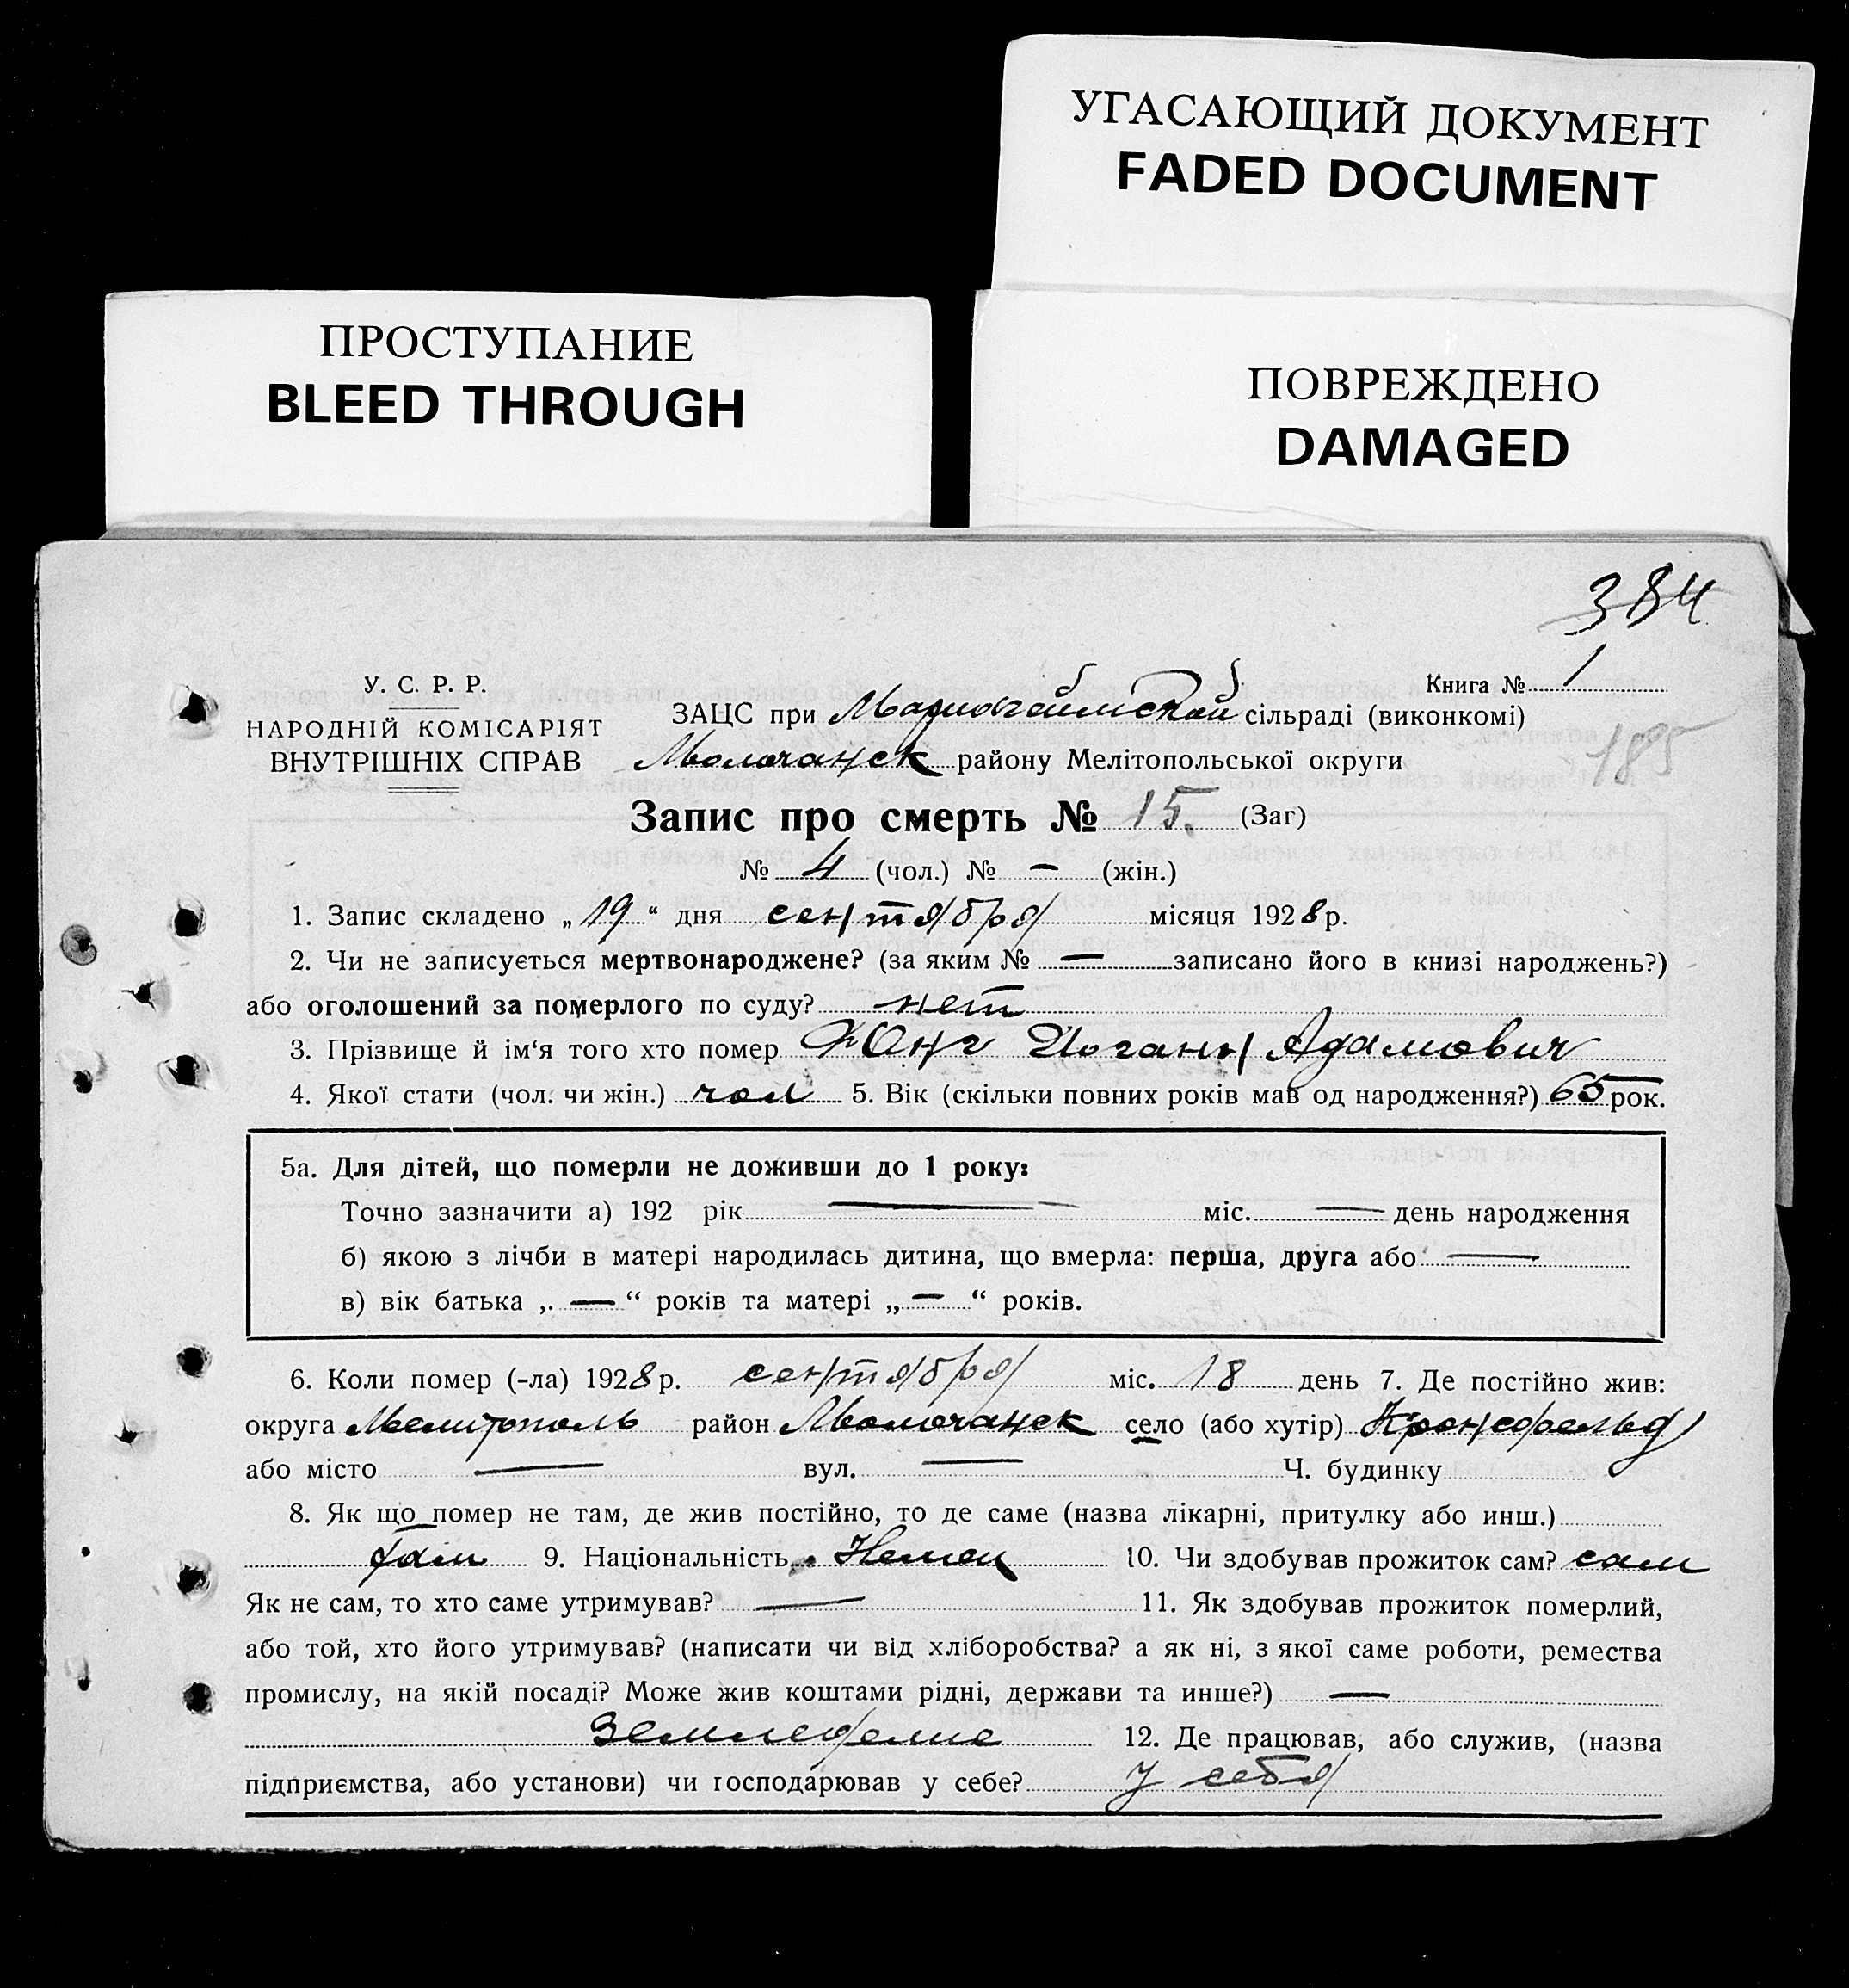 УГАСАЮЩИЙ ДОКУМЕНТ
FADED DOCUMENT
ПРОСТУПАНИЕ
BLEED THROUGH
ПОВРЕЖДЕНО
DAMAGED
384
У. С. Р. Р.
НАРОДНІЙ КОМІСАРІЯТ
ВНУТРІШНІХ СПРАВ
Книга № 1
ЗАЦС при Мариагеймской сільраді (виконкомі)
185
Молочанск району Мелітопольської округи
Запис про смерть № 15. (Заг)
№ 4 (чол.) № — (жін.)
1. Запис складено „19“ дня сентября місяця 1928 р.
2. Чи не записується мертвонароджене? (за яким № — записано його в книзі народжень?)
або оголошений за померлого по суду? нет
3. Прізвище й ім‘я того хто помер Юнг Иоганн Адамович
4. Якої стати (чол. чи жін.) чол 5. Вік (скільки повних років мав од народження?) 65 рок.
5а. Для дітей, що померли не доживши до 1 року:
Точно зазначити а) 192 рік — міс. — день народження
б) якою з лічби в матері народилась дитина, що вмерла: перша, друга або —
в) вік батька „ — “ років та матері „ — “ років.
6. Коли помер (-ла) 1928 р. сентября міс. 18 день 7. Де постійно жив:
округа Мелитополь район Молочанск село (або хутір) Кронсфельд
або місто — вул. — Ч. будинку
8. Як що помер не там, де жив постійно, то де саме (назва лікарні, притулку або инш.)
там 9. Національність Немец 10. Чи здобував прожиток сам? сам
Як не сам, то хто саме утримував? — 11. Як здобував прожиток померлий,
або той, хто його утримував? (написати чи від хліборобства? а як ні, з якої саме роботи, ремества
промислу, на якій посаді? Може жив коштами рідні, держави та инше?) —
Земледелие 12. Де працював, або служив, (назва
підприємства, або установи) чи господарював у себе? У себя